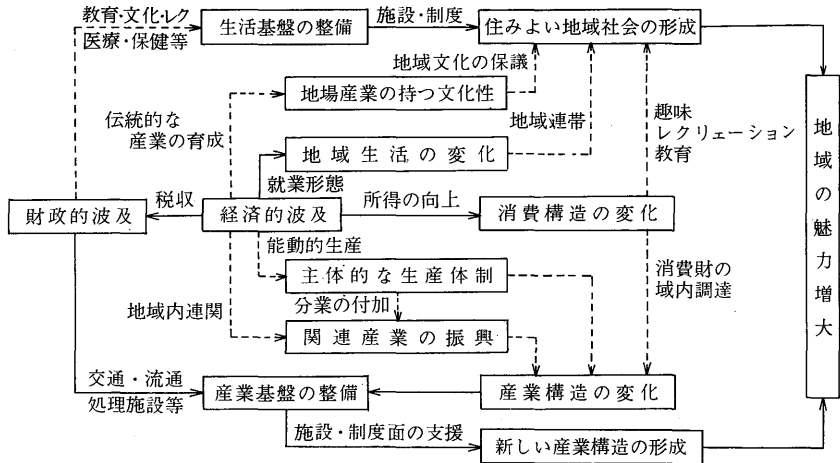 教育・文化・レク
医療・保健等
生活基盤の整備
施設・制度
住みよい地域社会の形成
地域文化の保議
地場産業の持つ文化性
伝統的な
産業の育成
地域連帯
趣味
レクリェーション
教育
地域生活の変化
就業形態
税収
所得の向上
財政的波及
経済的波及
消費構造の変化
地域の魅力増大
能動的生産
主体的な生産体制
消費財の
域内調達
分業の付加
地域内連関
関連産業の振興
交通・流通
処理施設等
産業基盤の整備
産業構造の変化
施設・制度面の支援
新しい産業構造の形成